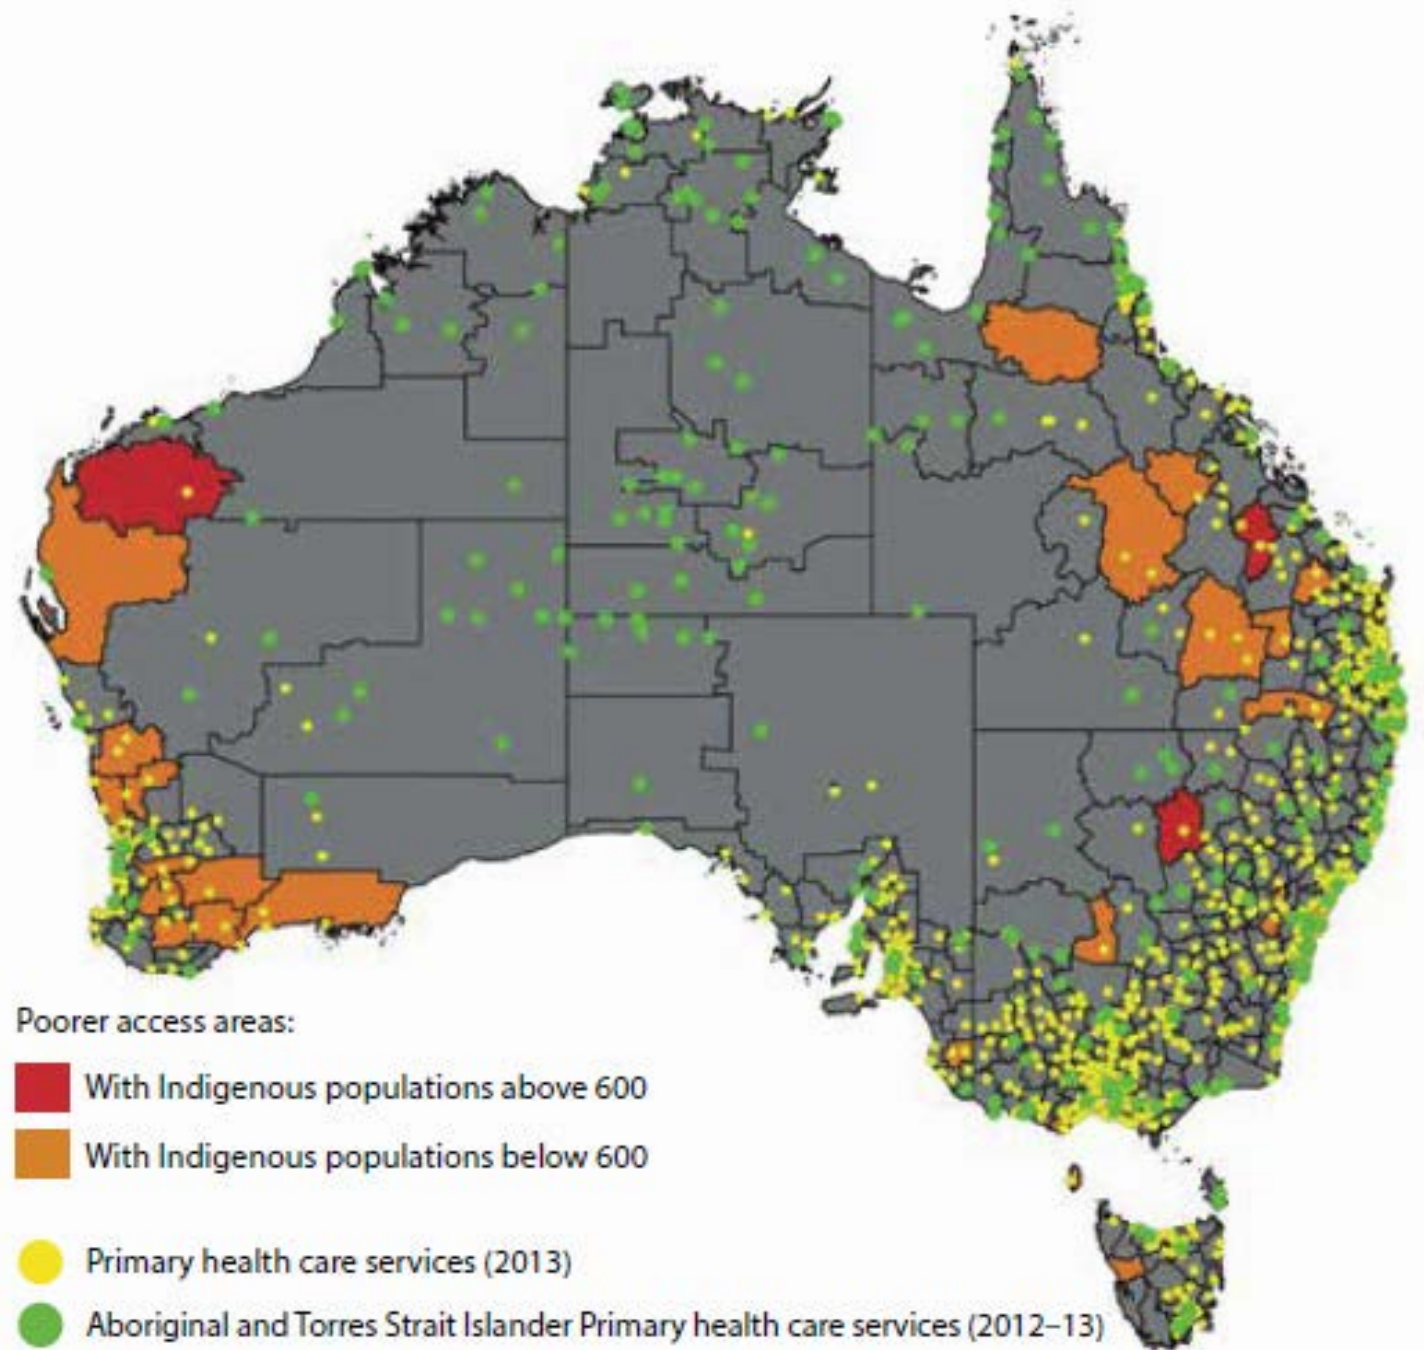 Poorer access areas:
With Indigenous populations above 600
With Indigenous populations below 600
Primary health care services (2013)
Aboriginal and Torres Strait Islander Primary health care services (2012–13)